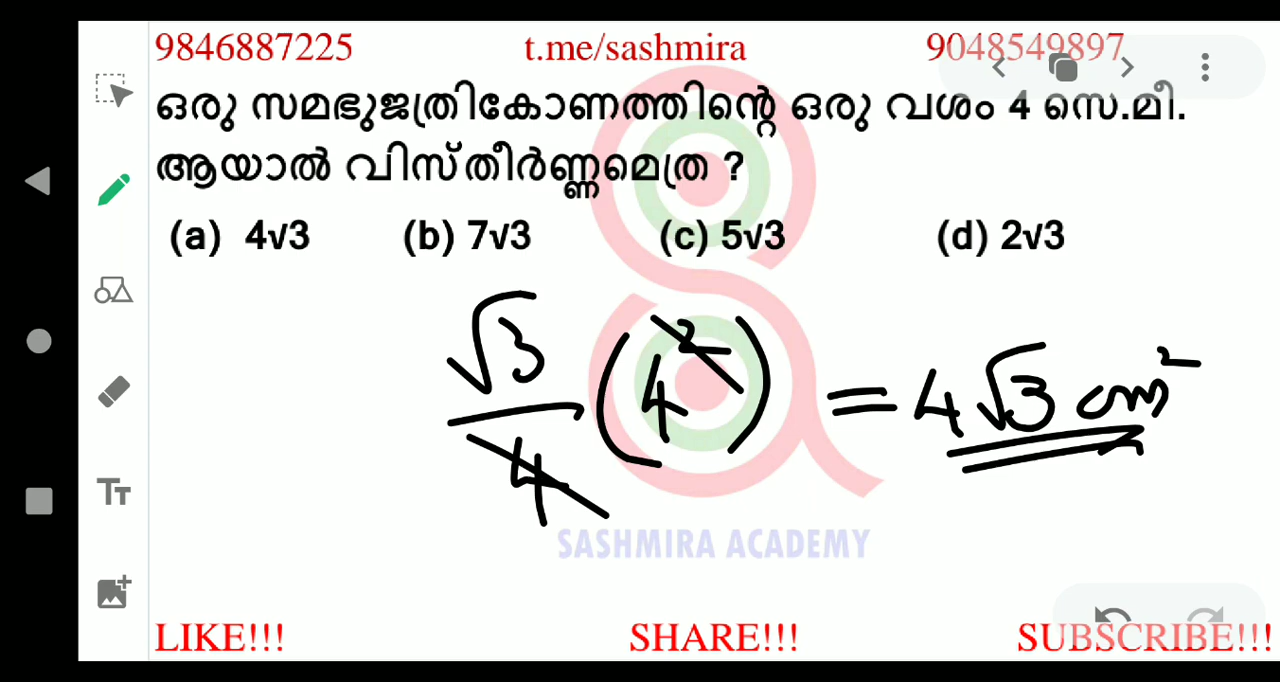 9846887225 t.me/sashmira 9048549897
ഒരു സമഭുജത്രികോണത്തിന്റെ ഒരു വശം 4 സെ.മീ.
ആയാൽ വിസ്തീർണ്ണമെത്ര ?
(a) 4√3 (b) 7√3 (c) 5√3 (d) 2√3
√3/4 (4²) = 4√3 cm²
SASHMIRA ACADEMY
LIKE!!! SHARE!!! SUBSCRIBE!!!